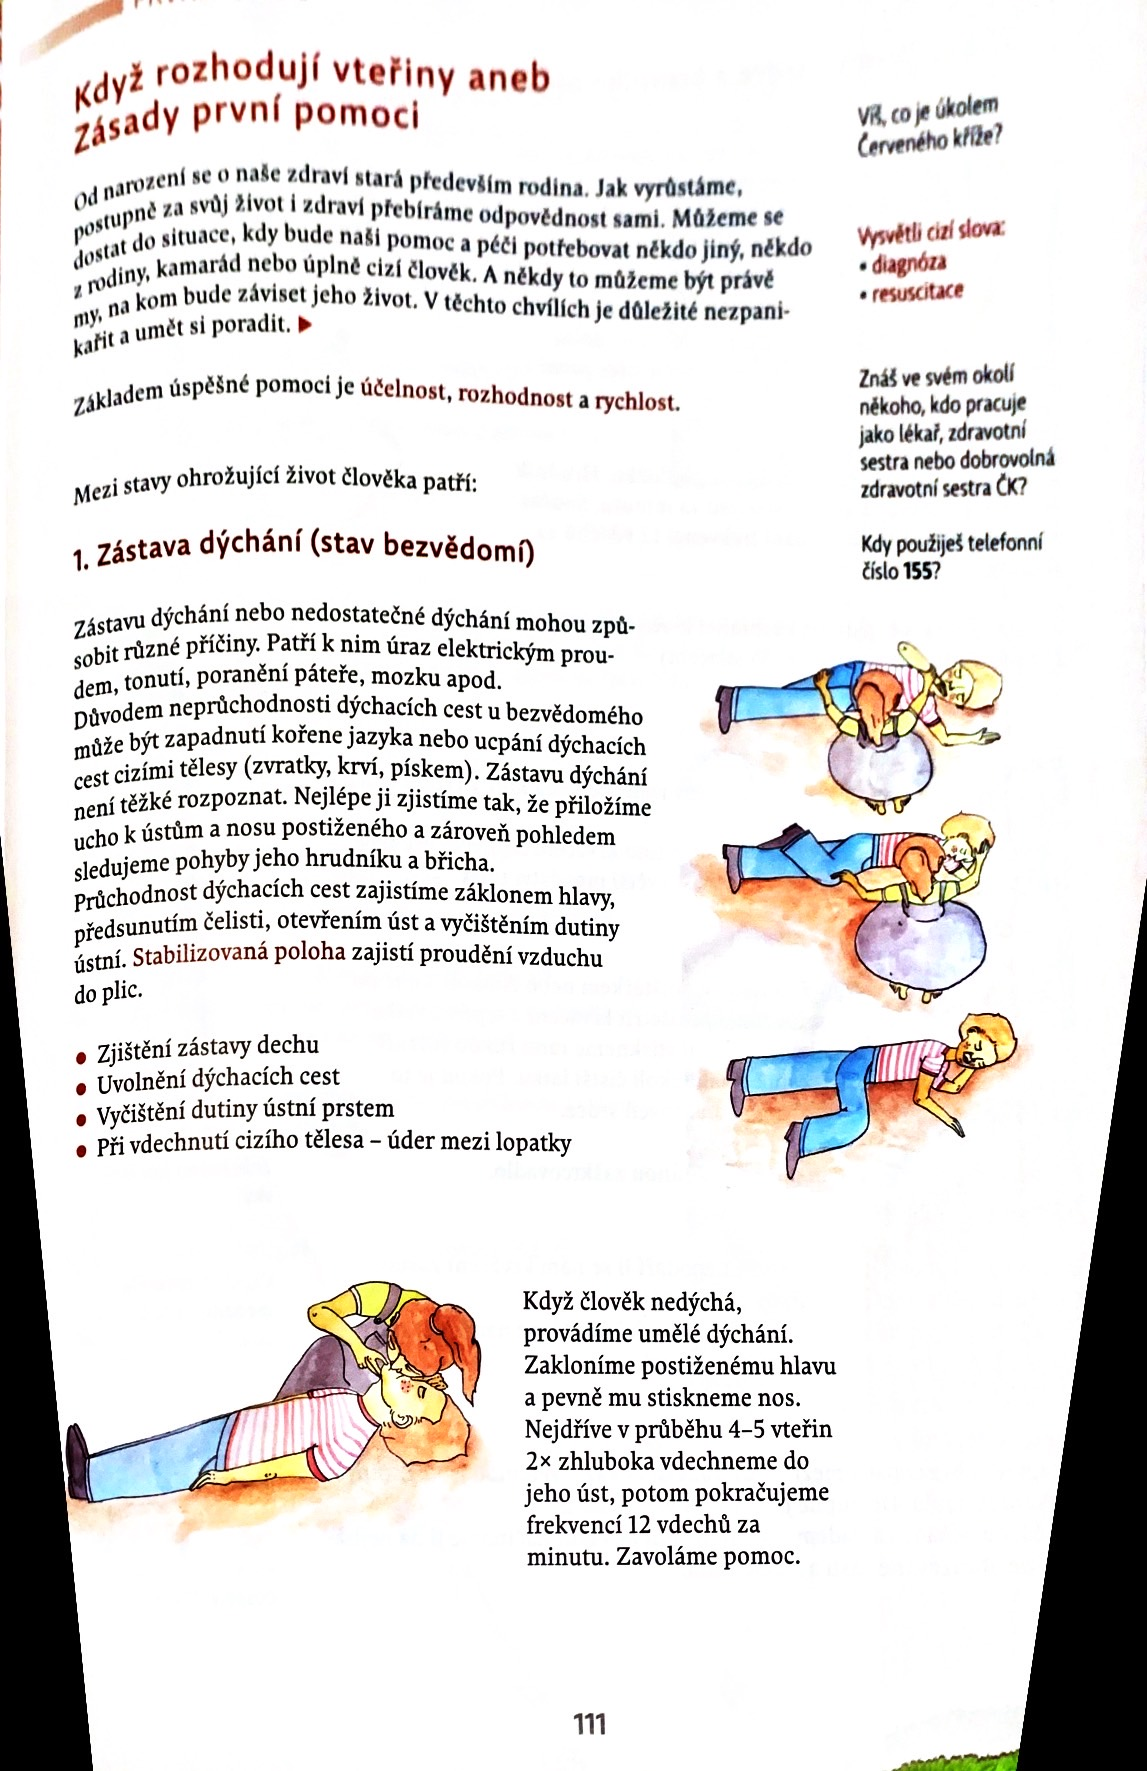 Když rozhodují vteřiny aneb
Zásady první pomoci
Od narození se o naše zdraví stará především rodina. Jak vyrůstáme,
postupně za svůj život i zdraví přebíráme odpovědnost sami. Můžeme se
dostat do situace, kdy bude naši pomoc a péči potřebovat někdo jiný, někdo
z rodiny, kamarád nebo úplně cizí člověk. A někdy to můžeme být právě
my, na kom bude záviset jeho život. V těchto chvílích je důležité nezpani-
kařit a umět si poradit. ▶
Základem úspěšné pomoci je účelnost, rozhodnost a rychlost.
Mezi stavy ohrožující život člověka patří:
1. Zástava dýchání (stav bezvědomí)
Zástavu dýchání nebo nedostatečné dýchání mohou způ-
sobit různé příčiny. Patří k nim úraz elektrickým prou-
dem, tonutí, poranění páteře, mozku apod.
Důvodem neprůchodnosti dýchacích cest u bezvědomého
může být zapadnutí kořene jazyka nebo ucpání dýchacích
cest cizími tělesy (zvratky, krví, pískem). Zástavu dýchání
není těžké rozpoznat. Nejlépe ji zjistíme tak, že přiložíme
ucho k ústům a nosu postiženého a zároveň pohledem
sledujeme pohyby jeho hrudníku a břicha.
Průchodnost dýchacích cest zajistíme záklonem hlavy,
předsunutím čelisti, otevřením úst a vyčištěním dutiny
ústní. Stabilizovaná poloha zajistí proudění vzduchu
do plic.
• Zjištění zástavy dechu
• Uvolnění dýchacích cest
• Vyčištění dutiny ústní prstem
• Při vdechnutí cizího tělesa – úder mezi lopatky
Když člověk nedýchá,
provádíme umělé dýchání.
Zakloníme postiženému hlavu
a pevně mu stiskneme nos.
Nejdříve v průběhu 4–5 vteřin
2× zhluboka vdechneme do
jeho úst, potom pokračujeme
frekvencí 12 vdechů za
minutu. Zavoláme pomoc.
Víš, co je úkolem
Červeného kříže?
Vysvětli cizí slova:
• diagnóza
• resuscitace
Znáš ve svém okolí
někoho, kdo pracuje
jako lékař, zdravotní
sestra nebo dobrovolná
zdravotní sestra ČK?
Kdy použiješ telefonní
číslo 155?
111